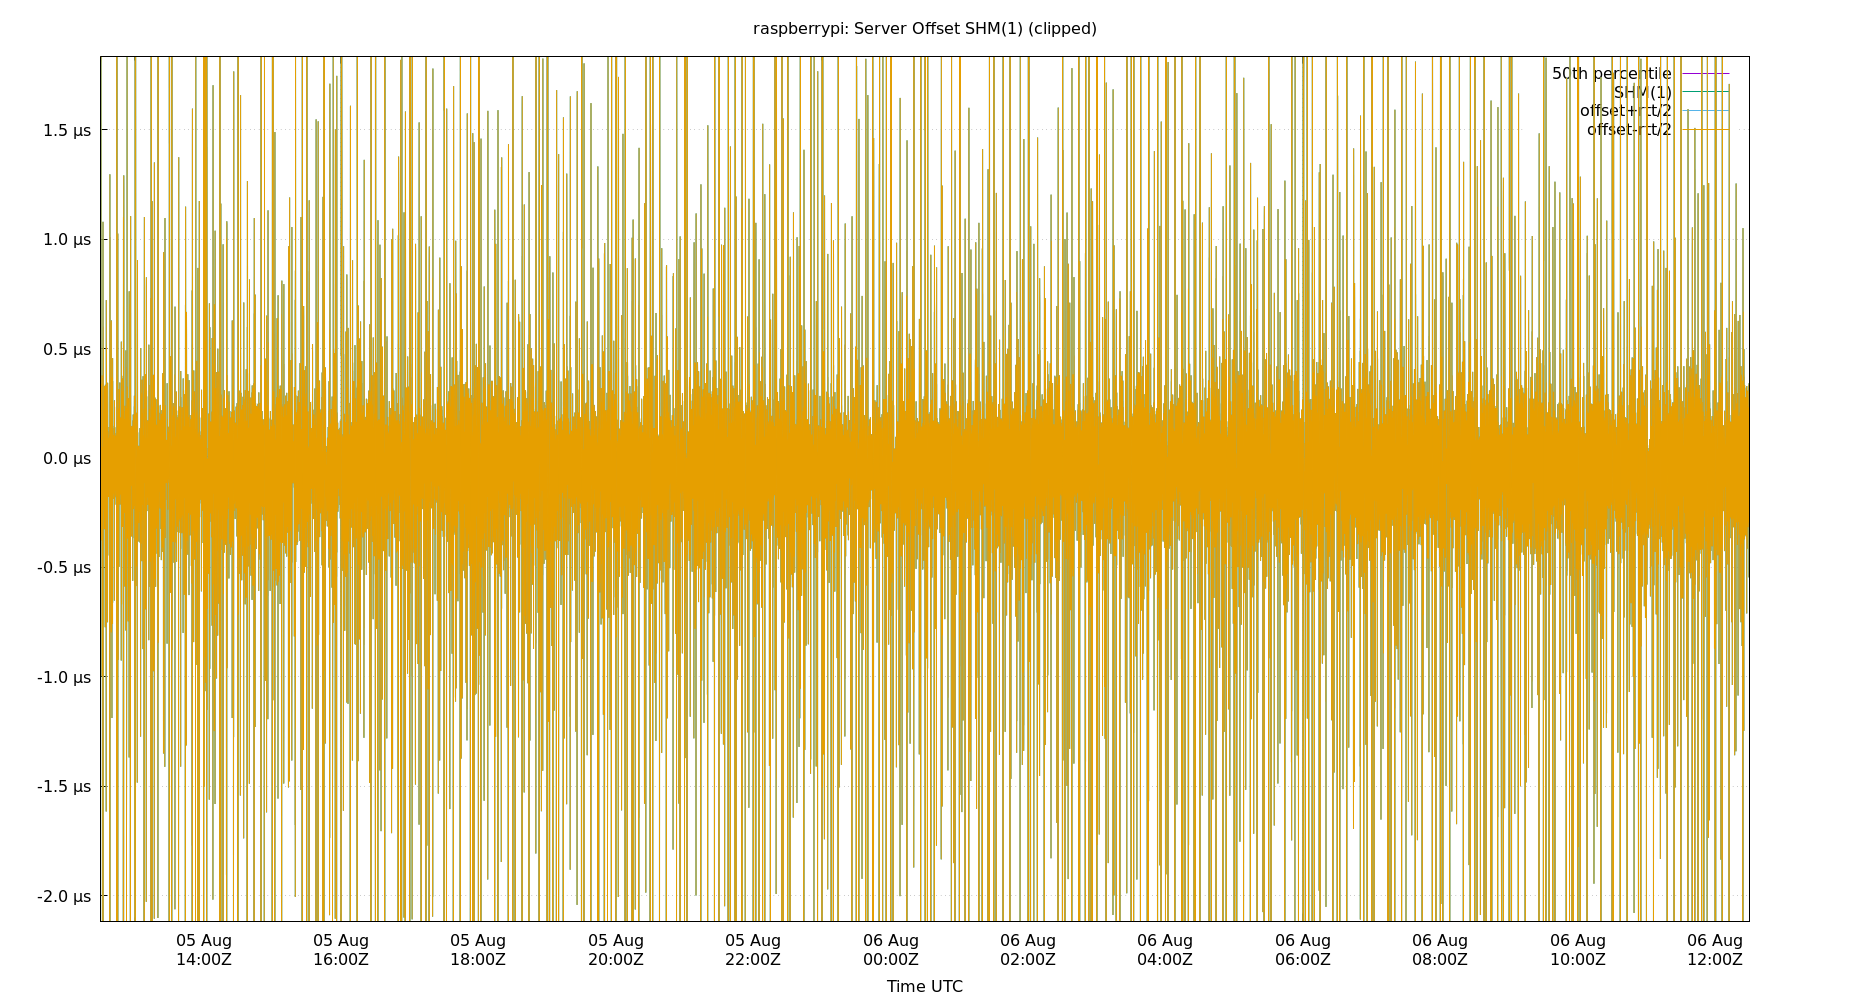 raspberrypi: Server Offset SHM(1) (clipped)
50th percentile
SHM(1)
offset+rtt/2
offset-rtt/2
1.5 µs
1.0 µs
0.5 µs
0.0 µs
-0.5 µs
-1.0 µs
-1.5 µs
-2.0 µs
05 Aug 05 Aug 05 Aug 05 Aug 05 Aug 06 Aug 06 Aug 06 Aug 06 Aug 06 Aug 06 Aug 06 Aug
14:00Z 16:00Z 18:00Z 20:00Z 22:00Z 00:00Z 02:00Z 04:00Z 06:00Z 08:00Z 10:00Z 12:00Z
Time UTC